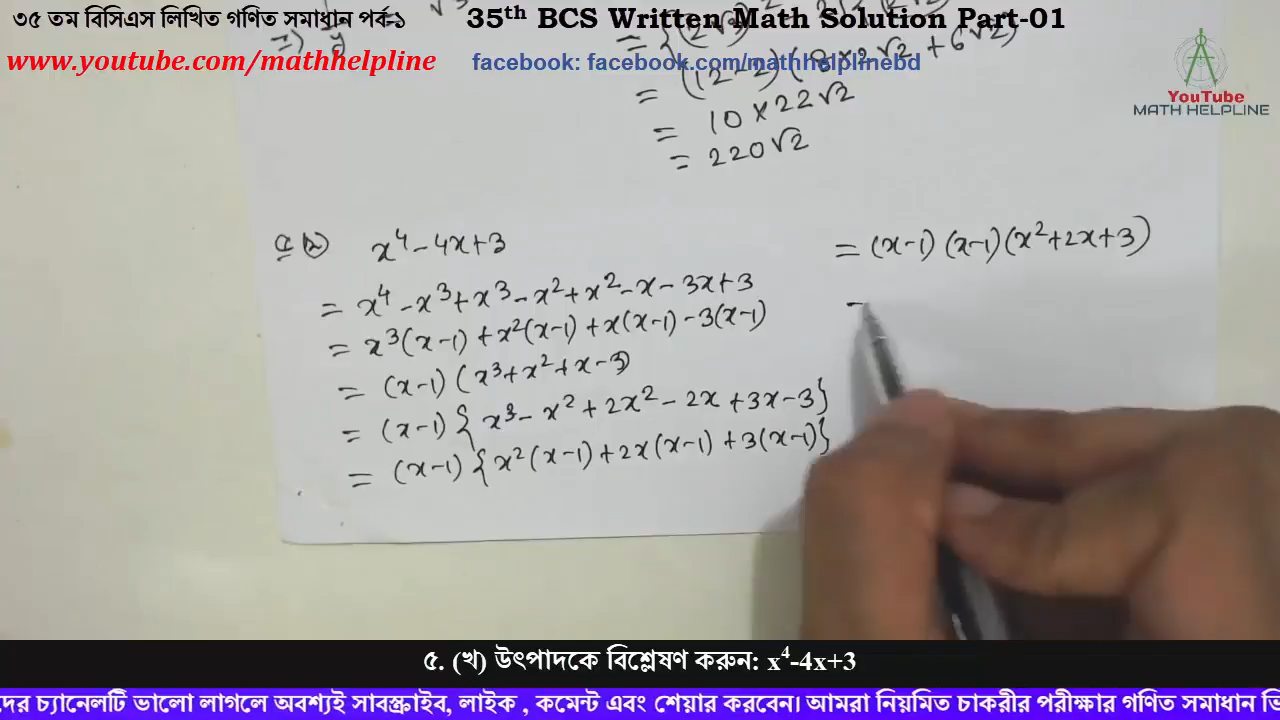 ৩৫ তম বিসিএস লিখিত গণিত সমাধান পর্ব-১
35th BCS Written Math Solution Part-01
www.youtube.com/mathhelpline
facebook: facebook.com/mathhelplinebd
YouTube
MATH HELPLINE
= 10 × 22√2
= 220√2
x⁴ - 4x + 3
= x⁴ - x³ + x³ - x² + x² - x - 3x + 3
= x³(x-1) + x²(x-1) + x(x-1) - 3(x-1)
= (x-1) (x³ + x² + x - 3)
= (x-1) { x³ - x² + 2x² - 2x + 3x - 3}
= (x-1) { x²(x-1) + 2x(x-1) + 3(x-1)}
= (x-1) (x-1) (x² + 2x + 3)
৫. (খ) উৎপাদকে বিশ্লেষণ করুন: x⁴-4x+3
দের চ্যানেলটি ভালো লাগলে অবশ্যই সাবস্ক্রাইব, লাইক , কমেন্ট এবং শেয়ার করবেন। আমরা নিয়মিত চাকরীর পরীক্ষার গণিত সমাধান